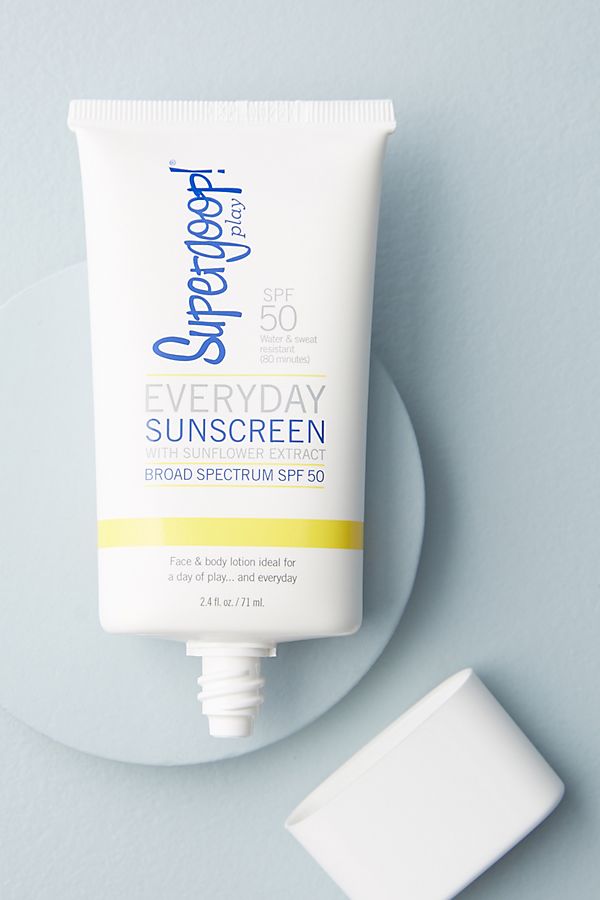 Supergoop!®
play
SPF
50
Water & sweat
resistant
(80 minutes)
EVERYDAY
SUNSCREEN
WITH SUNFLOWER EXTRACT
BROAD SPECTRUM SPF 50
Face & body lotion ideal for
a day of play... and everyday
2.4 fl. oz. / 71 ml.